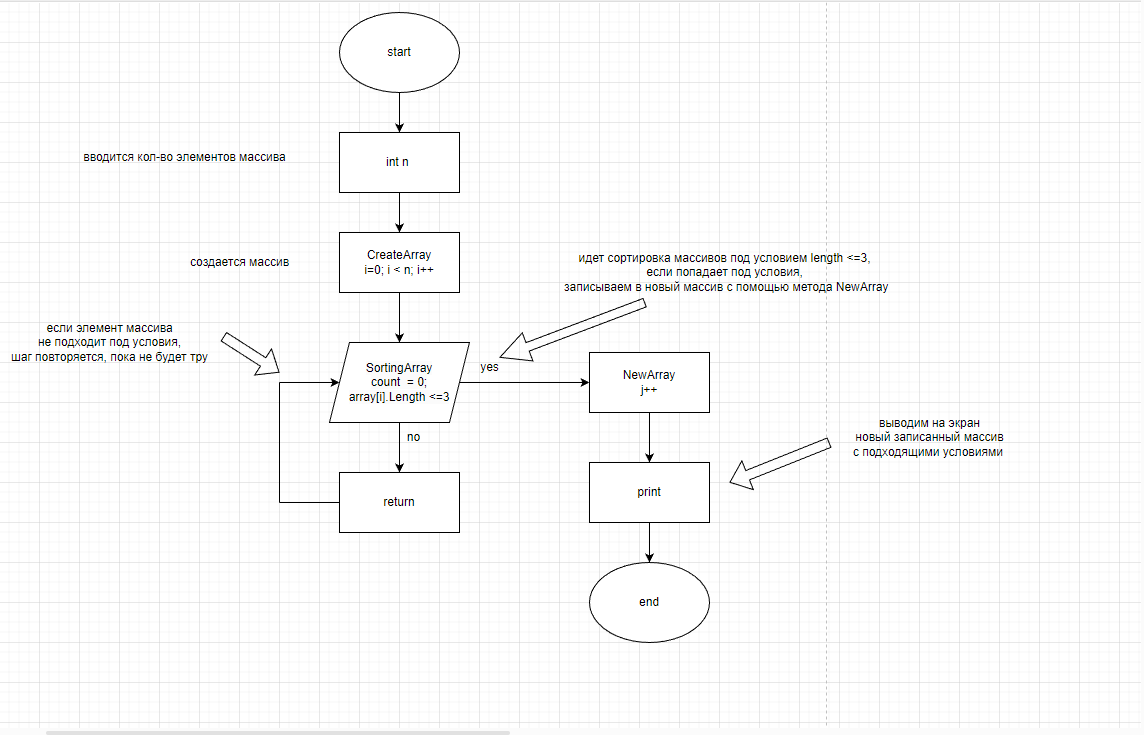 start
вводится кол-во элементов массива
int n
создается массив
CreateArray
i=0; i < n; i++
идет сортировка массивов под условием length <=3,
если попадает под условия,
записываем в новый массив с помощью метода NewArray
если элемент массива
не подходит под условия,
шаг повторяется, пока не будет тру
SortingArray
count = 0;
array[i].Length <=3
yes
NewArray
j++
no
выводим на экран
новый записанный массив
с подходящими условиями
return
print
end